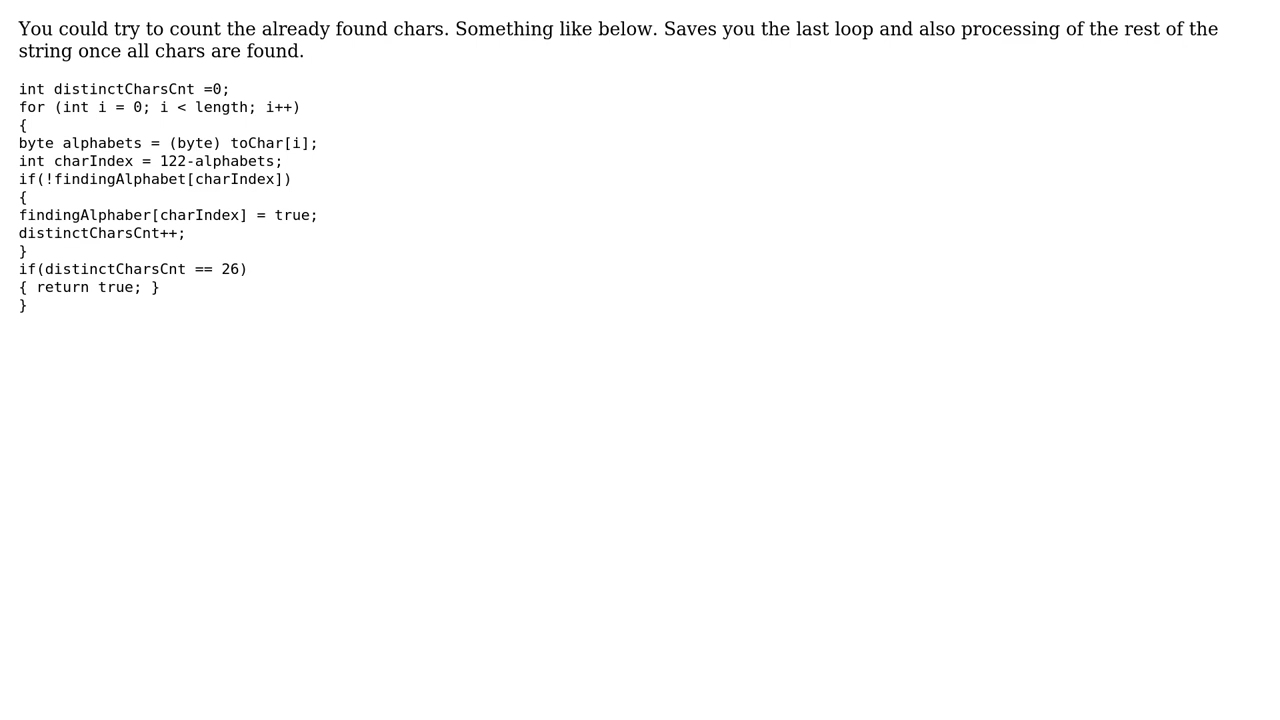 You could try to count the already found chars. Something like below. Saves you the last loop and also processing of the rest of the
string once all chars are found.
int distinctCharsCnt =0;
for (int i = 0; i < length; i++)
{
byte alphabets = (byte) toChar[i];
int charIndex = 122-alphabets;
if(!findingAlphabet[charIndex])
{
findingAlphaber[charIndex] = true;
distinctCharsCnt++;
}
if(distinctCharsCnt == 26)
{ return true; }
}